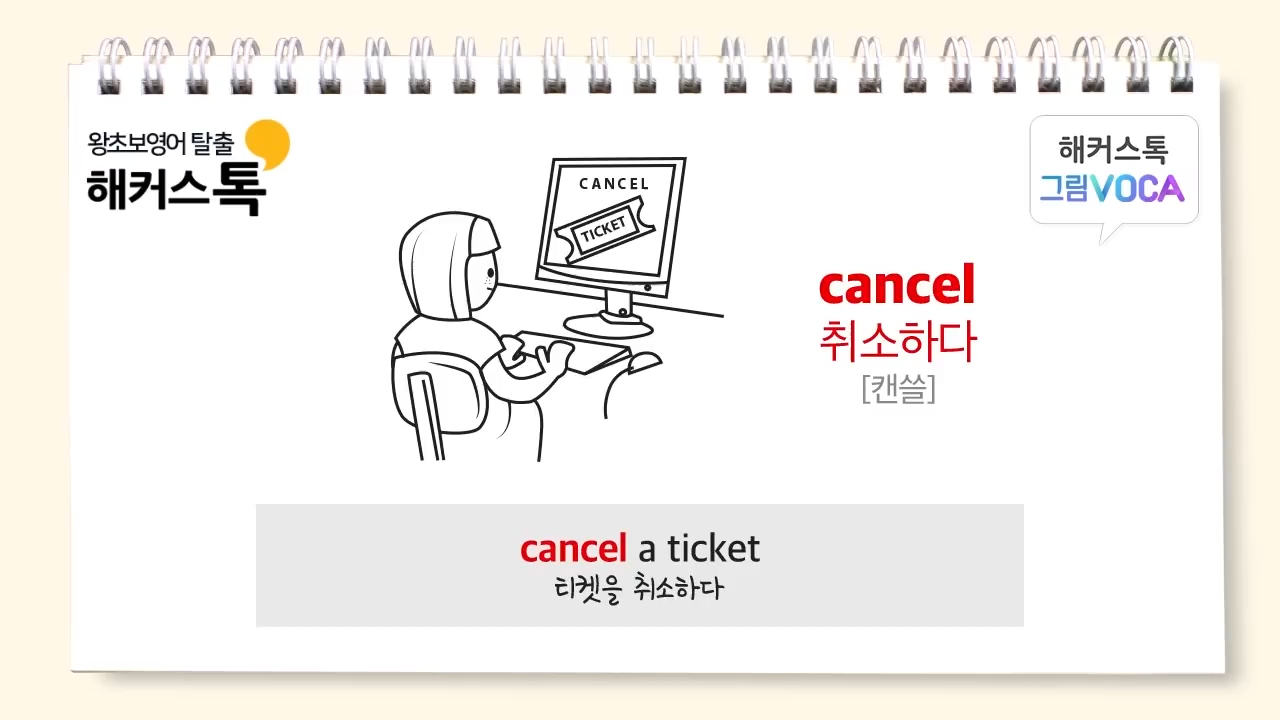 왕초보영어 탈출
해커스톡
해커스톡
그림VOCA
CANCEL
TICKET
cancel
취소하다
[캔쓸]
cancel a ticket
티켓을 취소하다